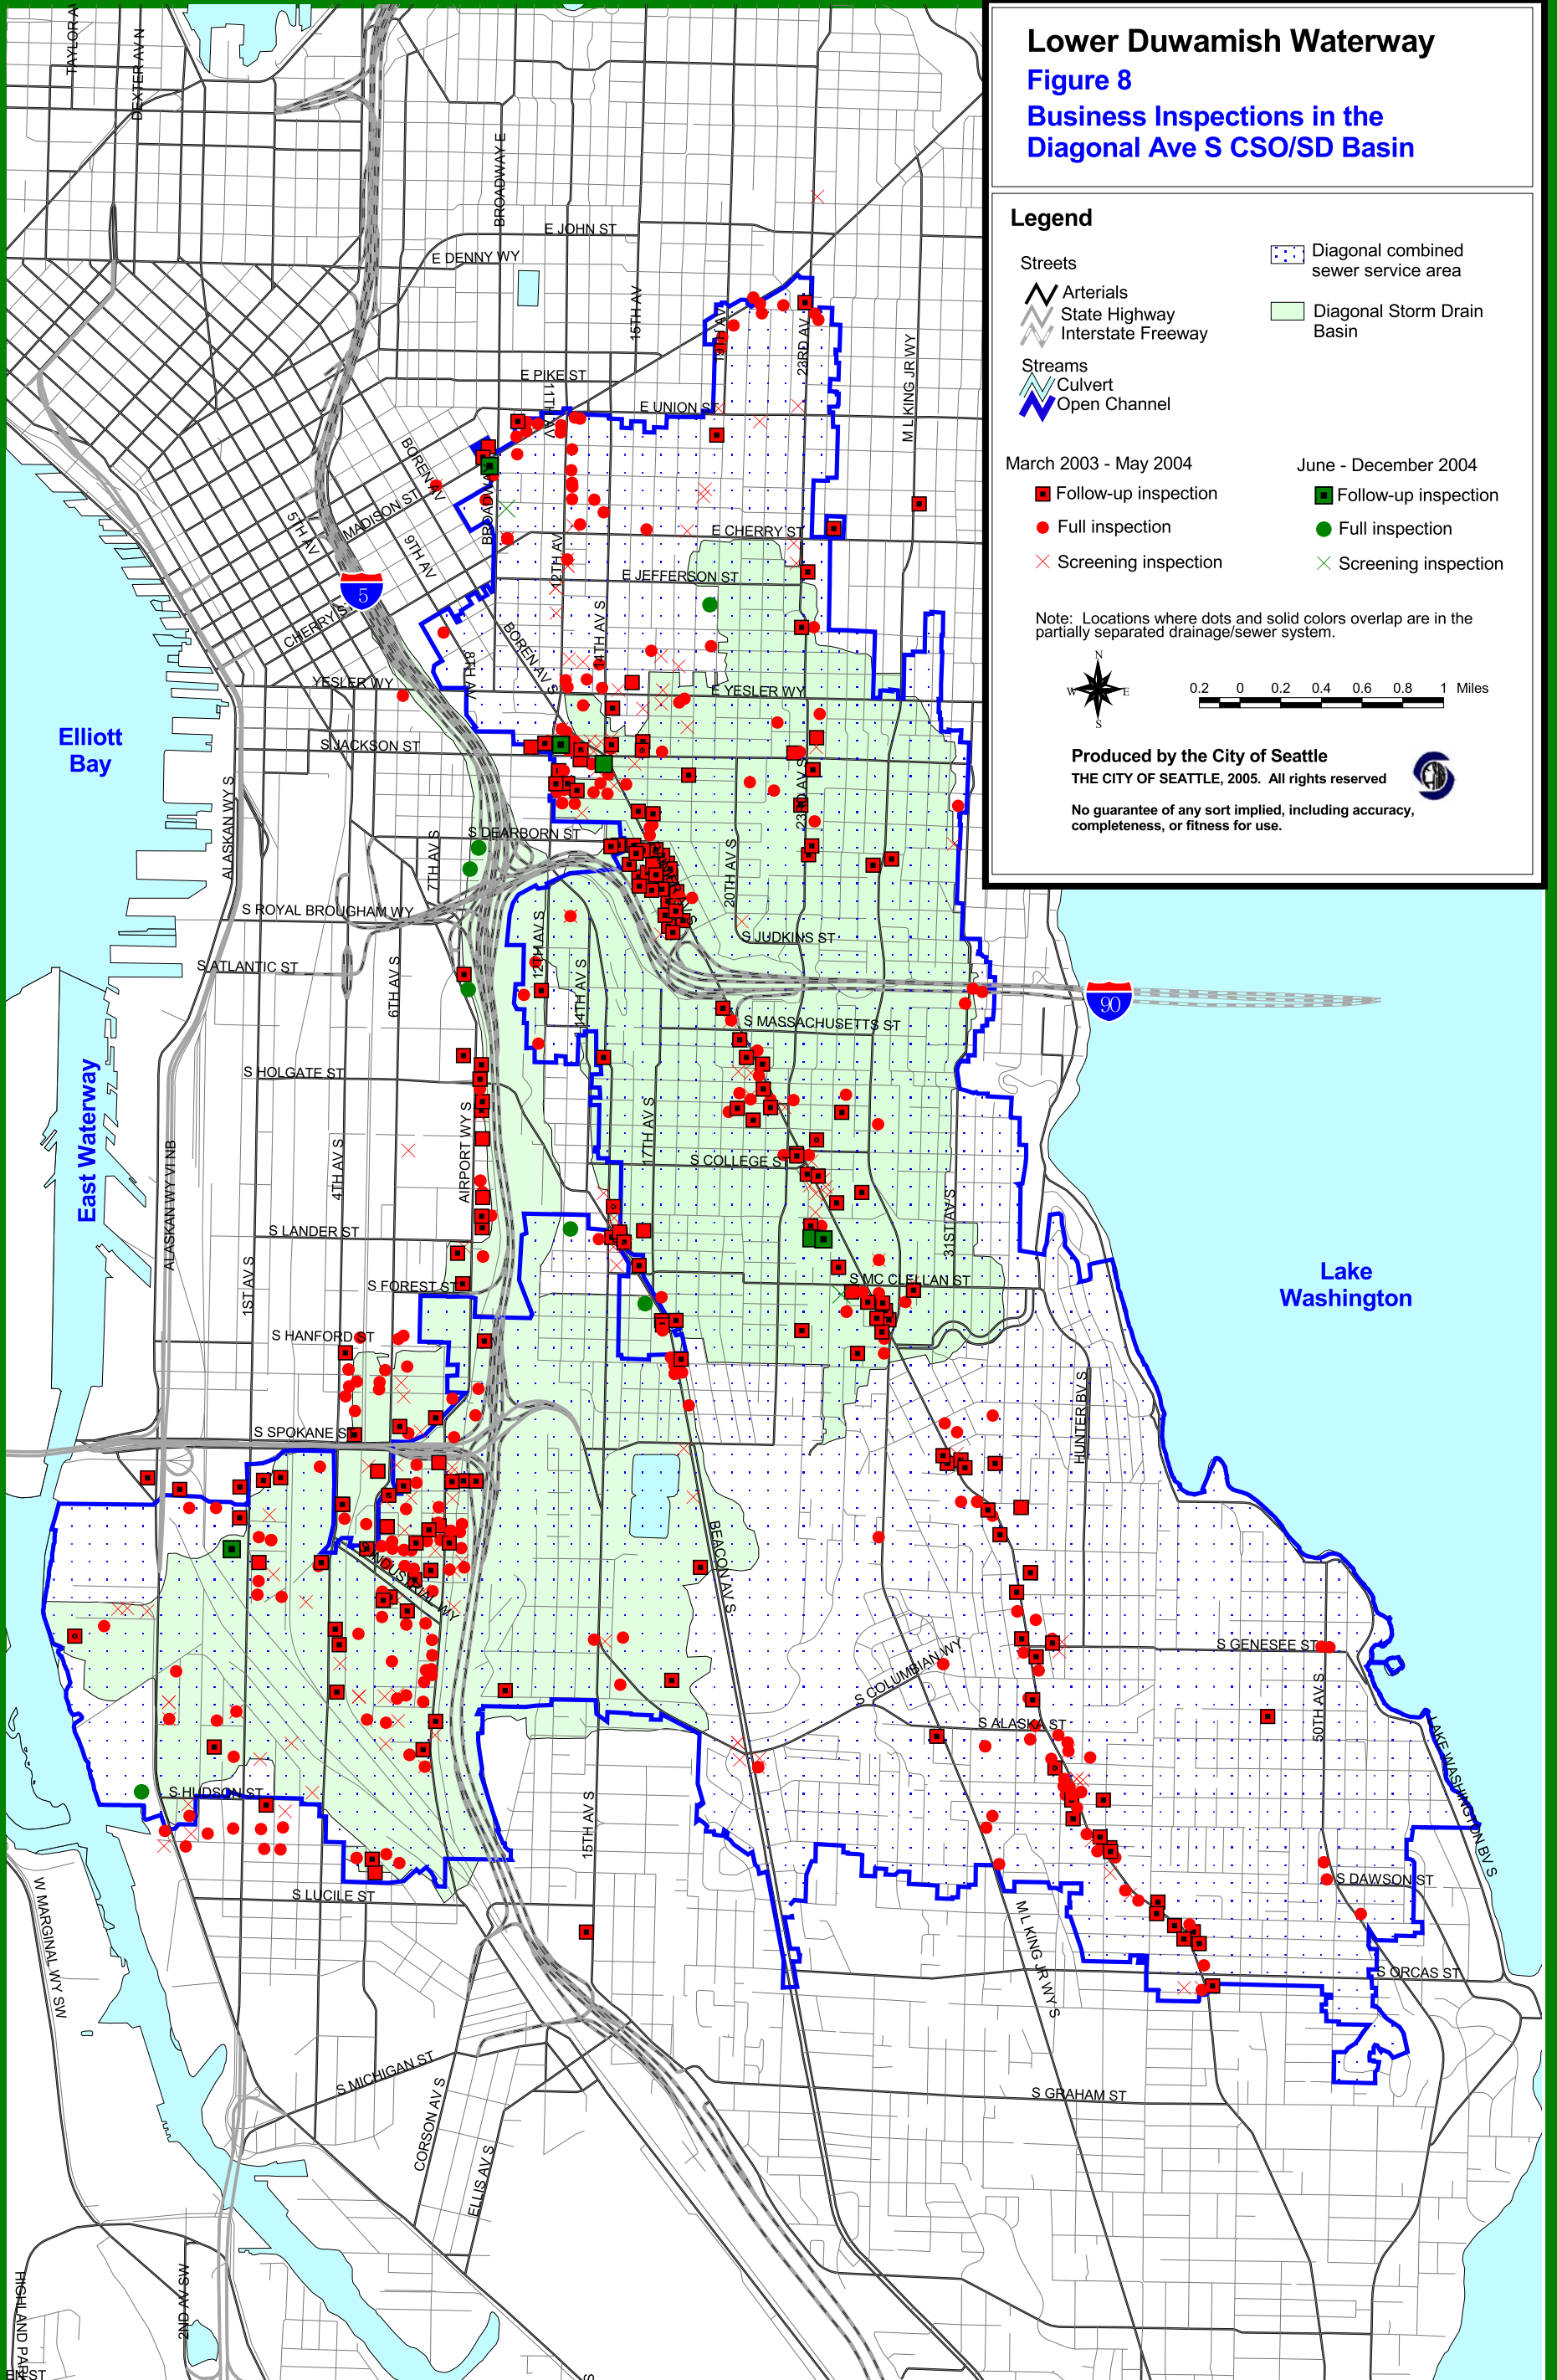 Lower Duwamish Waterway
Figure 8
Business Inspections in the
Diagonal Ave S CSO/SD Basin
Legend
Streets
Arterials
State Highway
Interstate Freeway
Streams
Culvert
Open Channel
Diagonal combined
sewer service area
Diagonal Storm Drain
Basin
March 2003 - May 2004
Follow-up inspection
Full inspection
Screening inspection
June - December 2004
Follow-up inspection
Full inspection
Screening inspection
Note: Locations where dots and solid colors overlap are in the
partially separated drainage/sewer system.
N
W E
S
0.2 0 0.2 0.4 0.6 0.8 1 Miles
Produced by the City of Seattle
THE CITY OF SEATTLE, 2005. All rights reserved
No guarantee of any sort implied, including accuracy,
completeness, or fitness for use.
TAYLOR A
DEXTER AV N
BROADWAY E
E JOHN ST
E DENNY WY
15TH AV
19TH AV
23RD AV
M L KING JR WY
E PIKE ST
11TH AV
E UNION ST
BOREN AV
MADISON ST
BROADWA
5TH AV
9TH AV
E CHERRY ST
12TH AV
E JEFFERSON ST
5
CHERRY ST
14TH AV S
BOREN AV S
8TH AV
YESLER WY
E YESLER WY
Elliott
Bay
S JACKSON ST
ALASKAN WY S
23RD AV S
S DEARBORN ST
7TH AV S
20TH AV S
S ROYAL BROUGHAM WY
12TH AV S
S JUDKINS ST
S ATLANTIC ST
6TH AV S
14TH AV S
90
S MASSACHUSETTS ST
East Waterway
S HOLGATE ST
AIRPORT WY S
17TH AV S
4TH AV S
S COLLEGE S
ALASKAN WY VI NB
31ST AV S
S LANDER ST
1ST AV S
S FOREST ST
S MC CLELLAN ST
Lake
Washington
S HANFORD ST
HUNTER BV S
S SPOKANE S
BEACON AV S
S INDUSTRIAL WY
S GENESEE ST
S COLUMBIAN WY
50TH AV S
S ALASKA ST
LAKE WASHINGTON BV S
S HUDSON ST
15TH AV S
S DAWSON ST
S LUCILE ST
W MARGINAL WY SW
M L KING JR WY S
S ORCAS ST
S MICHIGAN ST
S GRAHAM ST
CORSON AV S
ELLIS AV S
2ND AV SW
HIGHLAND PAR
EN ST
S